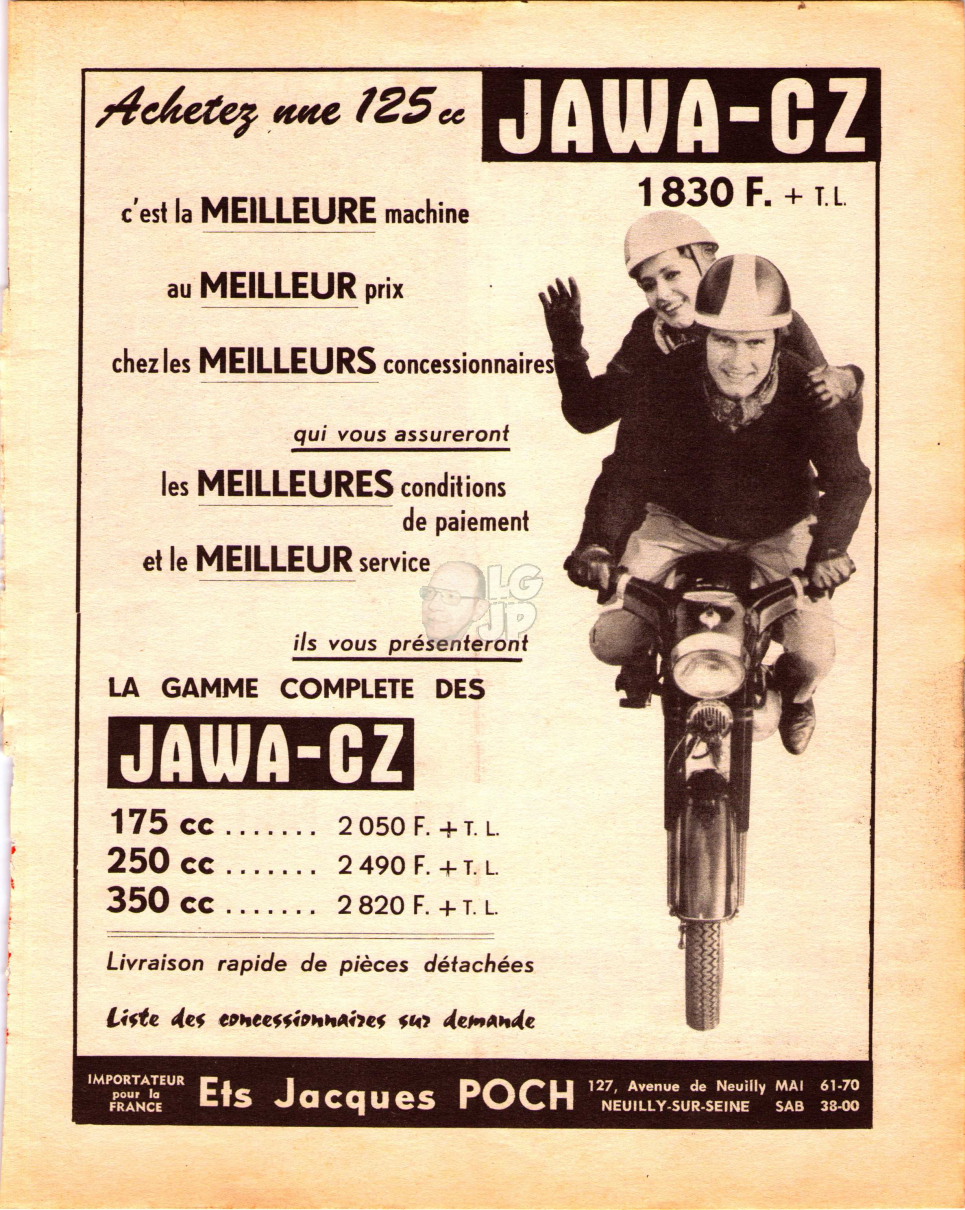 Achetez une 125 cc
JAWA-CZ
1830 F. + T.L.
c'est la MEILLEURE machine
au MEILLEUR prix
chez les MEILLEURS concessionnaires
qui vous assureront
les MEILLEURES conditions
de paiement
et le MEILLEUR service
LG
JP
ils vous présenteront
LA GAMME COMPLETE DES
JAWA-CZ
175 cc ....... 2 050 F. + T. L.
250 cc ....... 2 490 F. + T. L.
350 cc ....... 2 820 F. + T. L.
Livraison rapide de pièces détachées
Liste des concessionnaires sur demande
IMPORTATEUR
pour la
FRANCE
Ets Jacques POCH
127, Avenue de Neuilly MAI 61-70
NEUILLY-SUR-SEINE SAB 38-00